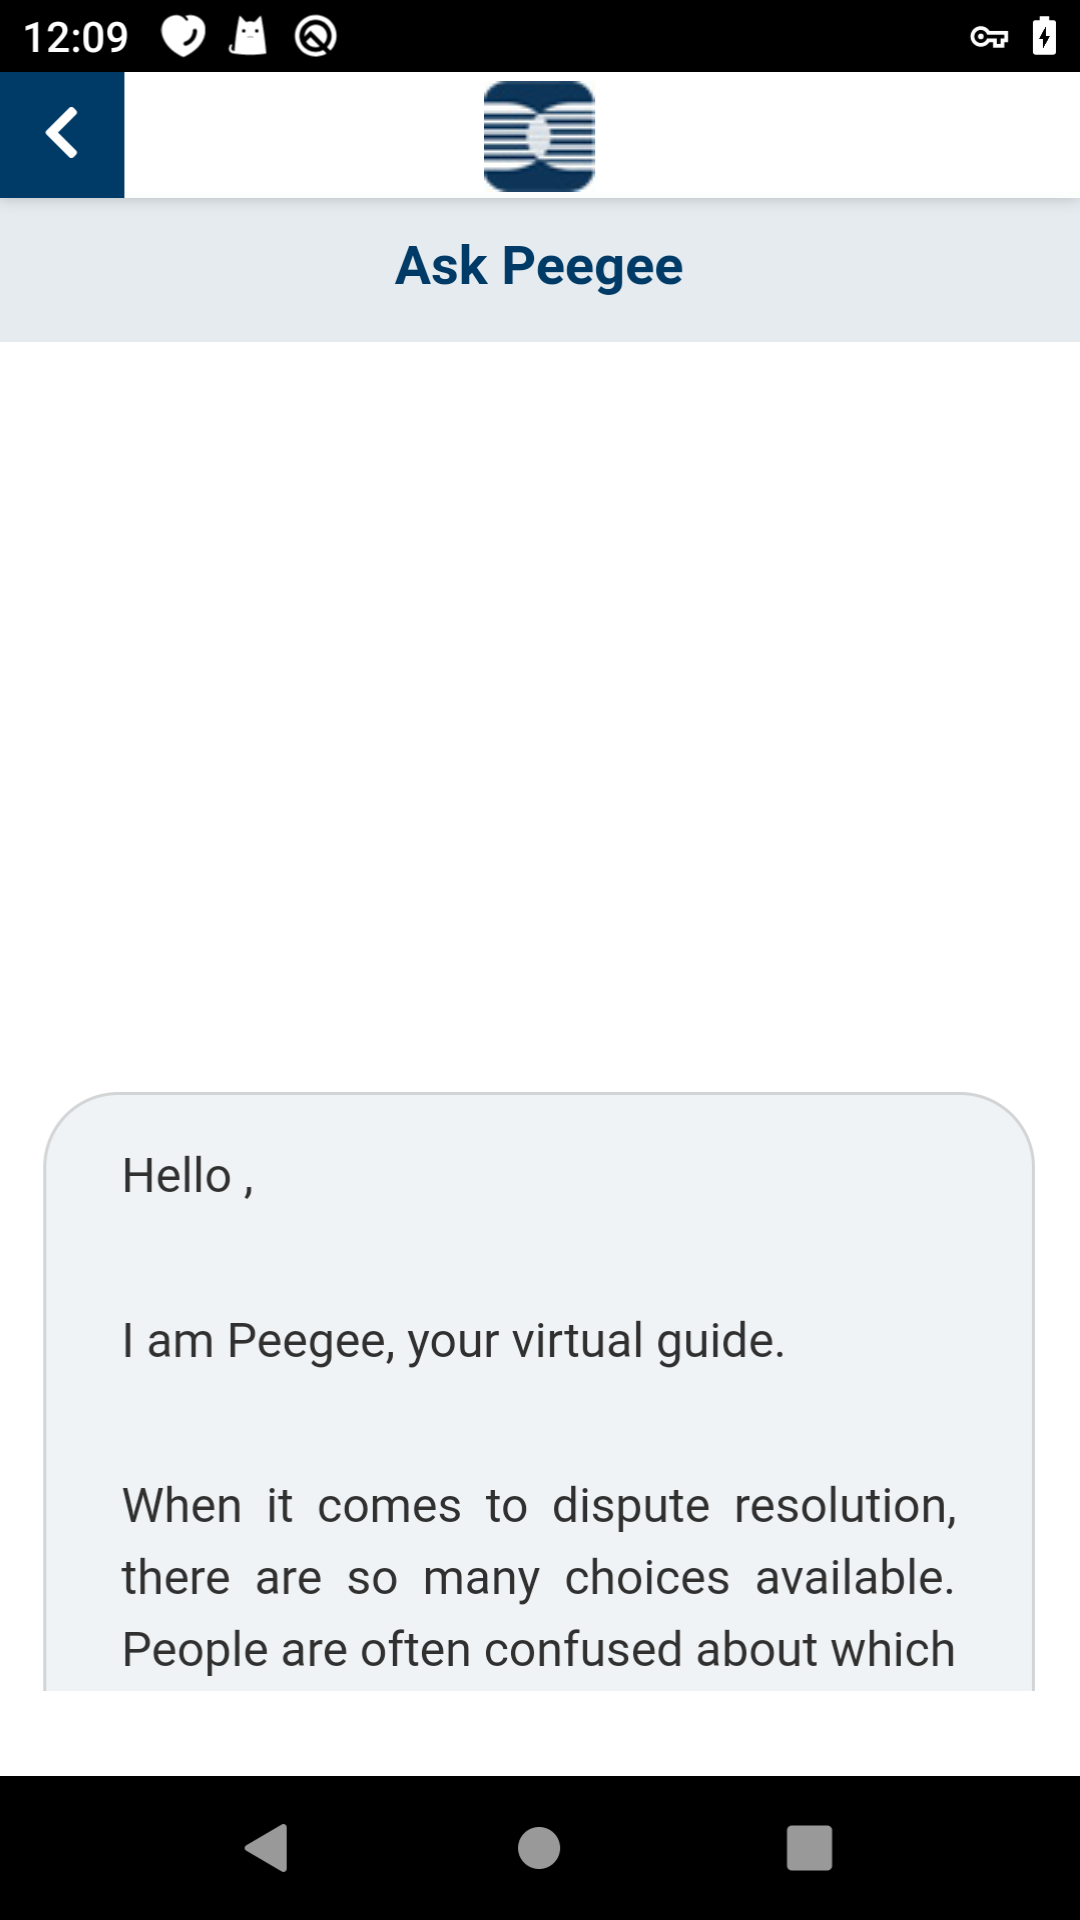 12:09
Ask Peegee
Hello ,
I am Peegee, your virtual guide.
When it comes to dispute resolution,
there are so many choices available.
People are often confused about which